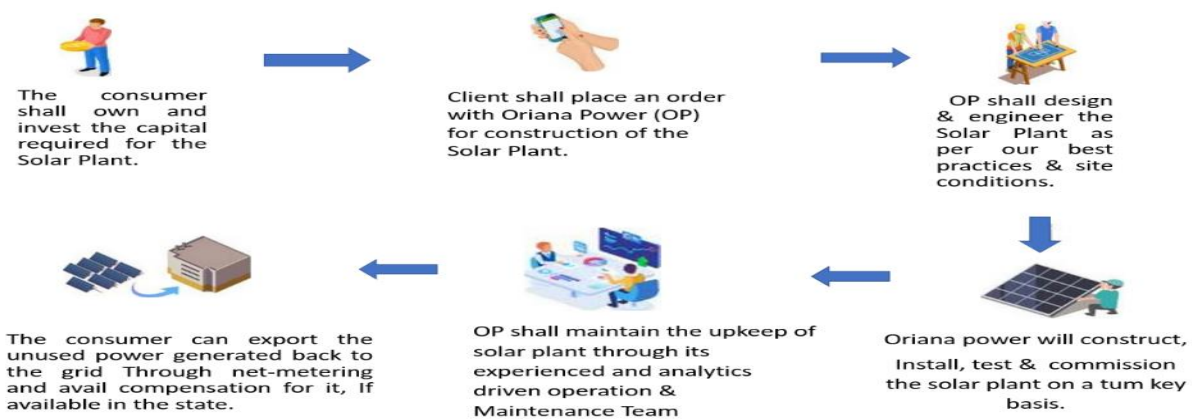 The consumer
shall own and
invest the capital
required for the
Solar Plant.
Client shall place an order
with Oriana Power (OP)
for construction of the
Solar Plant.
OP shall design
& engineer the
Solar Plant as
per our best
practices & site
conditions.
Oriana power will construct,
Install, test & commission
the solar plant on a tum key
basis.
OP shall maintain the upkeep of
solar plant through its
experienced and analytics
driven operation &
Maintenance Team
The consumer can export the
unused power generated back to
the grid Through net-metering
and avail compensation for it, If
available in the state.